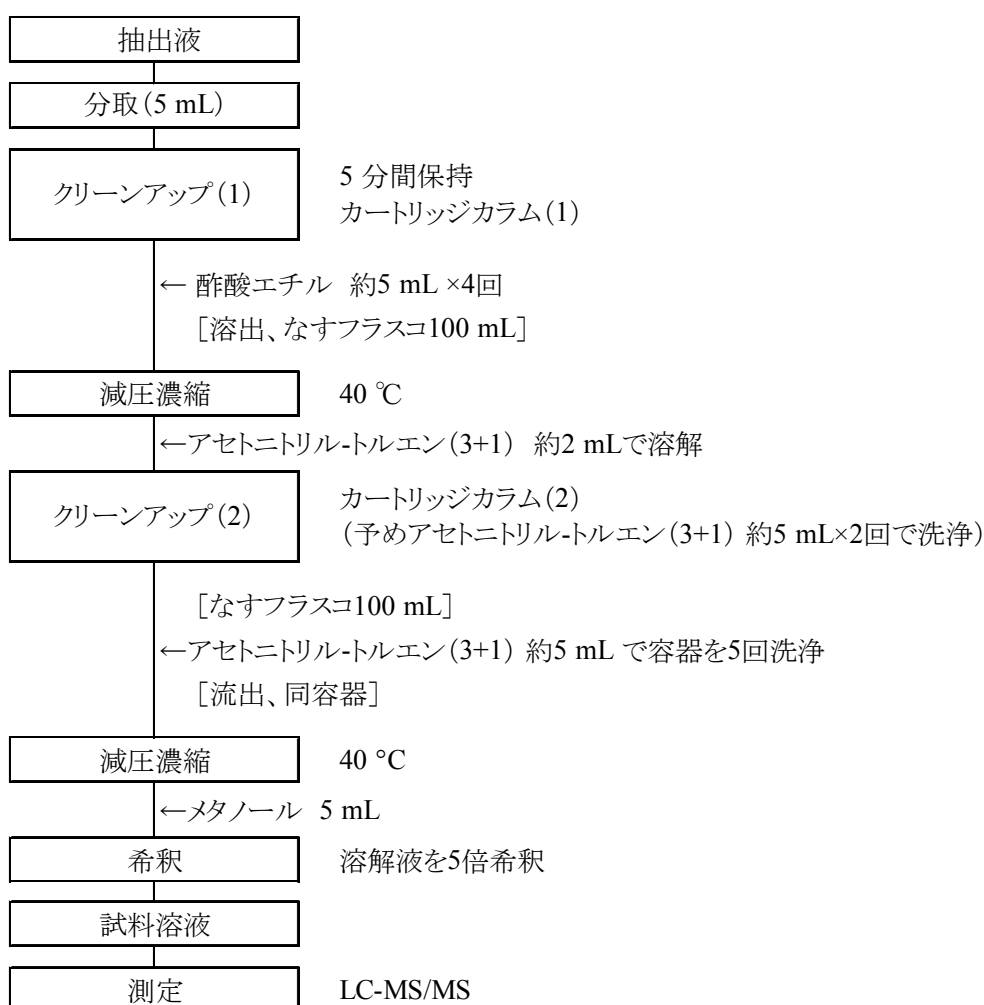 抽出液
分取(5 mL)
クリーンアップ(1)
5 分間保持
カートリッジカラム(1)
← 酢酸エチル 約5 mL ×4回
[溶出、なすフラスコ100 mL]
減圧濃縮 40 ℃
←アセトニトリル-トルエン(3+1) 約2 mLで溶解
クリーンアップ(2)
カートリッジカラム(2)
(予めアセトニトリル-トルエン(3+1) 約5 mL×2回で洗浄)
[なすフラスコ100 mL]
←アセトニトリル-トルエン(3+1) 約5 mL で容器を5回洗浄
[流出、同容器]
減圧濃縮 40 °C
←メタノール 5 mL
希釈 溶解液を5倍希釈
試料溶液
測定 LC-MS/MS